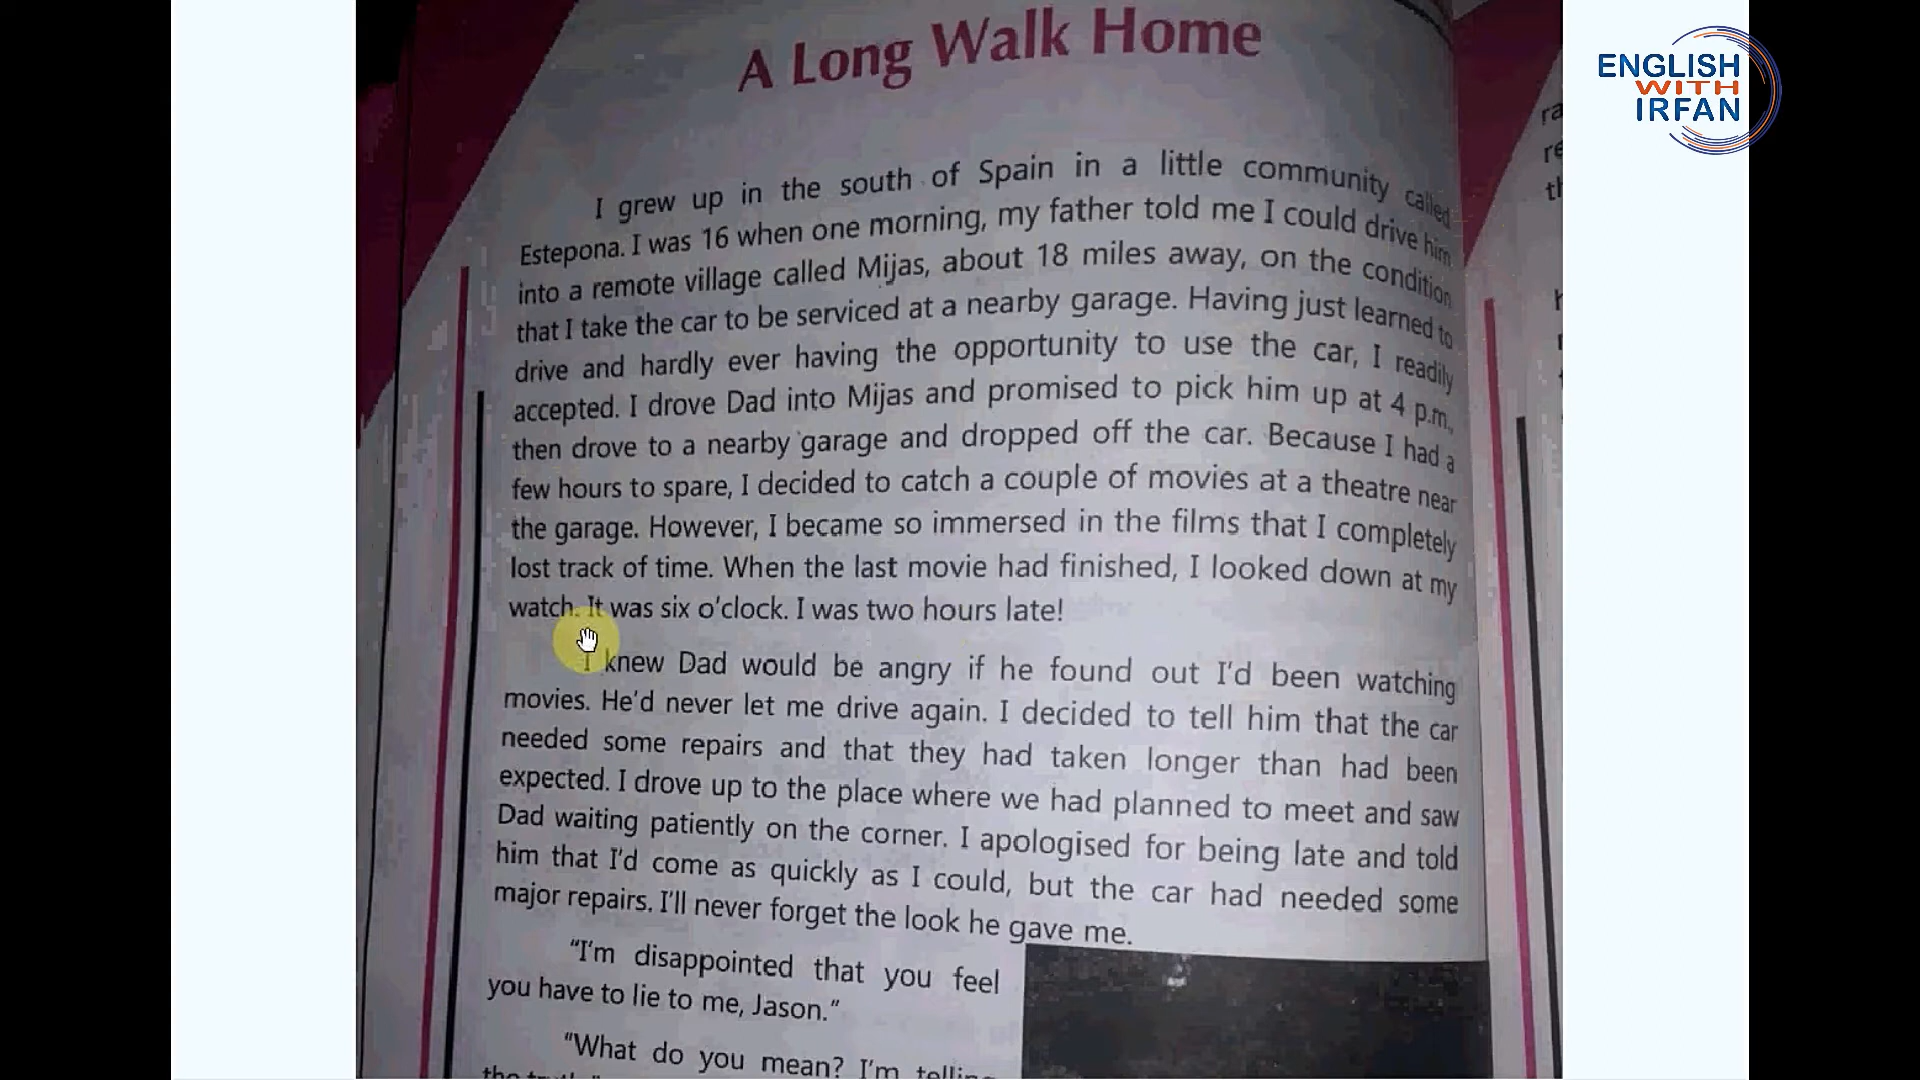 A Long Walk Home
ENGLISH
WITH
IRFAN
I grew up in the south of Spain in a little community called
Estepona. I was 16 when one morning, my father told me I could drive him
into a remote village called Mijas, about 18 miles away, on the condition
that I take the car to be serviced at a nearby garage. Having just learned to
drive and hardly ever having the opportunity to use the car, I readily
accepted. I drove Dad into Mijas and promised to pick him up at 4 p.m.,
then drove to a nearby garage and dropped off the car. Because I had a
few hours to spare, I decided to catch a couple of movies at a theatre near
the garage. However, I became so immersed in the films that I completely
lost track of time. When the last movie had finished, I looked down at my
watch. It was six o'clock. I was two hours late!
I knew Dad would be angry if he found out I'd been watching
movies. He'd never let me drive again. I decided to tell him that the car
needed some repairs and that they had taken longer than had been
expected. I drove up to the place where we had planned to meet and saw
Dad waiting patiently on the corner. I apologised for being late and told
him that I'd come as quickly as I could, but the car had needed some
major repairs. I'll never forget the look he gave me.
"I'm disappointed that you feel
you have to lie to me, Jason."
"What do you mean? I'm telling